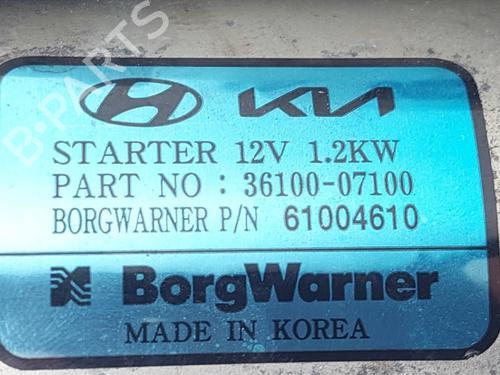 KIA
STARTER 12V 1.2KW
PART NO : 36100-07100
BORGWARNER P/N 61004610
BorgWarner
MADE IN KOREA
B-PARTS